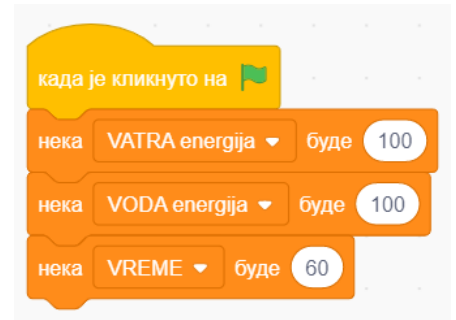 када је кликнуто на
нека VATRA energija буде 100
нека VODA energija буде 100
нека VREME буде 60